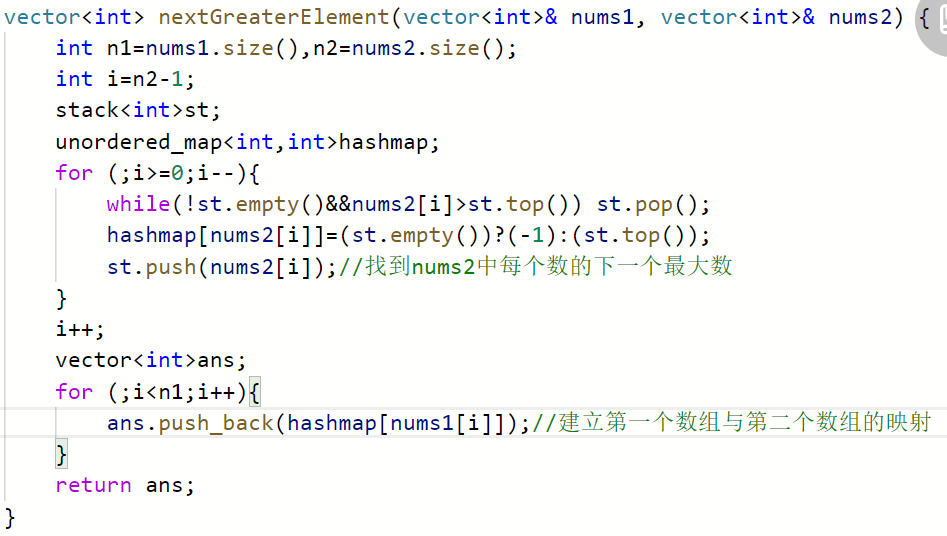 vector<int> nextGreaterElement(vector<int>& nums1, vector<int>& nums2) {
    int n1=nums1.size(),n2=nums2.size();
    int i=n2-1;
    stack<int>st;
    unordered_map<int,int>hashmap;
    for (;i>=0;i--){
        while(!st.empty()&&nums2[i]>st.top()) st.pop();
        hashmap[nums2[i]]=(st.empty())?(-1):(st.top());
        st.push(nums2[i]);//找到nums2中每个数的下一个最大数
    }
    i++;
    vector<int>ans;
    for (;i<n1;i++){
        ans.push_back(hashmap[nums1[i]]);//建立第一个数组与第二个数组的映射
    }
    return ans;
}